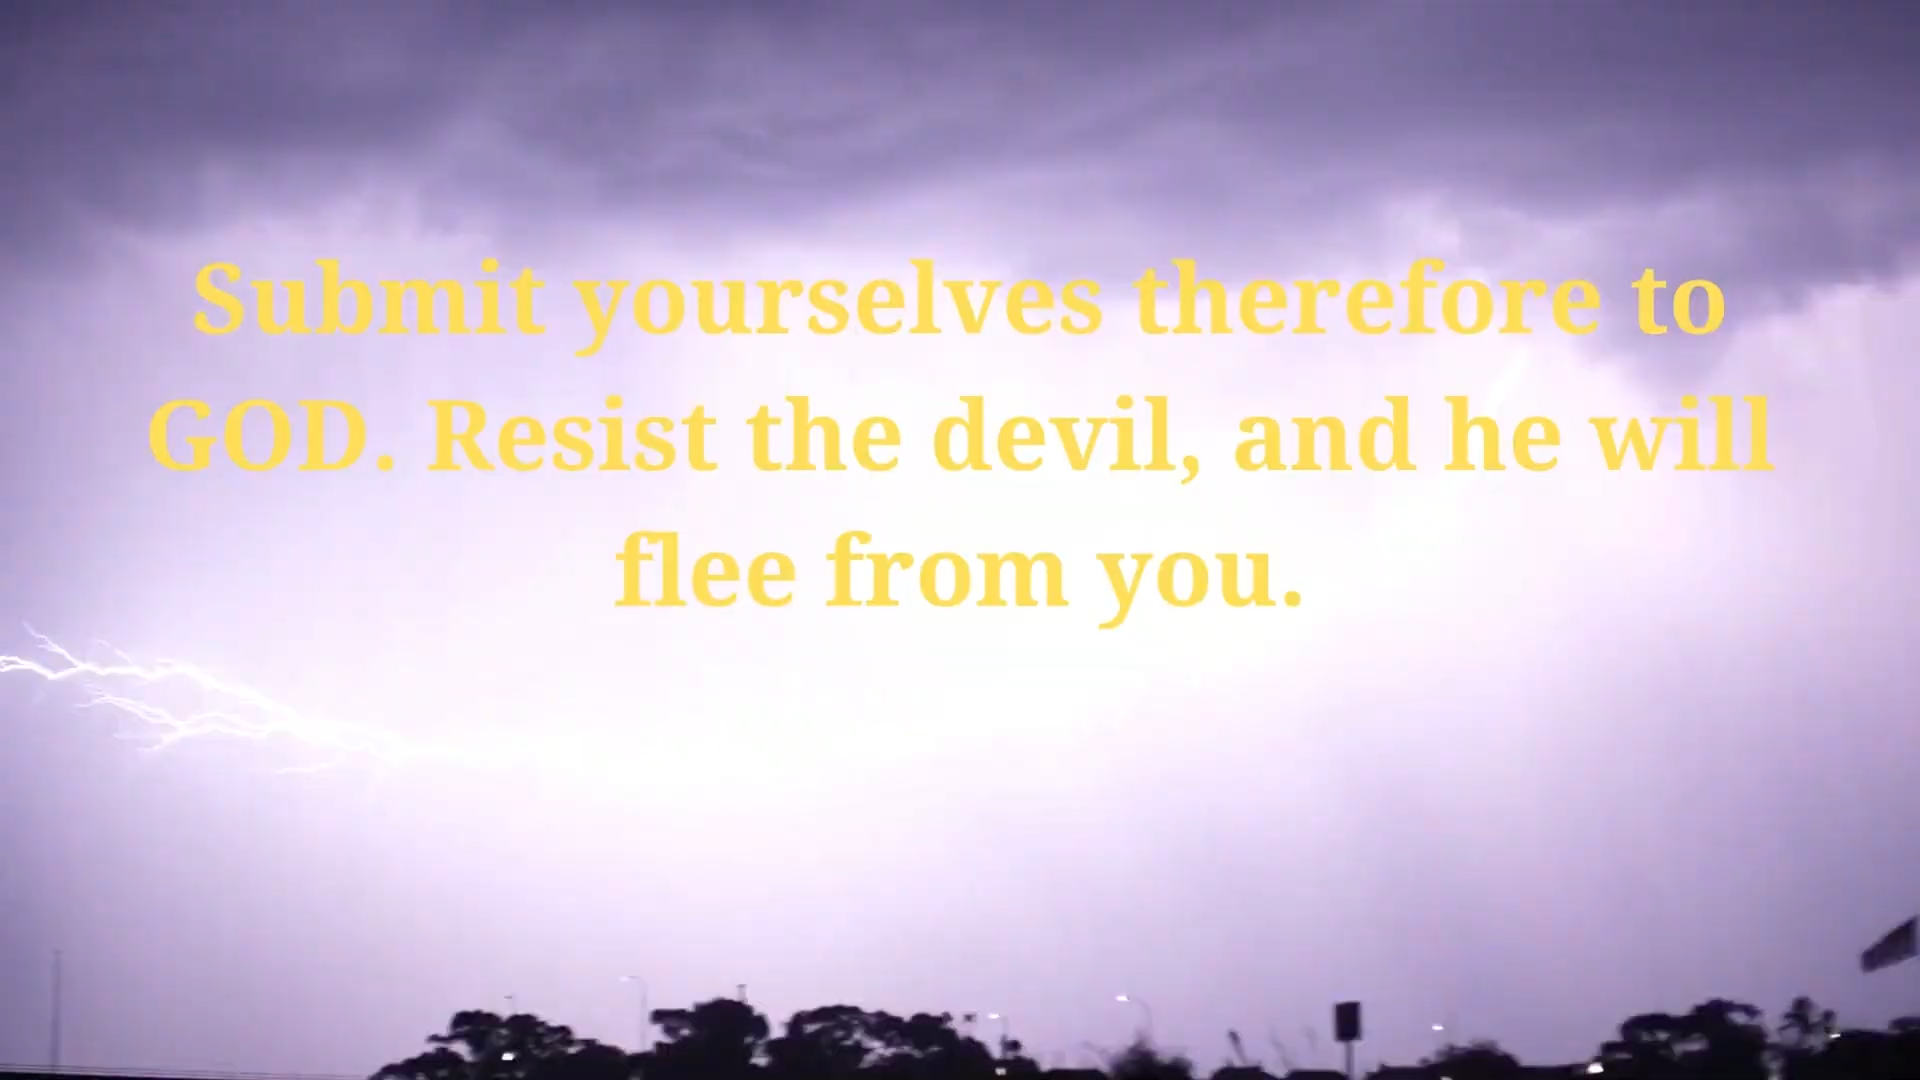 Submit yourselves therefore to
GOD. Resist the devil, and he will
flee from you.